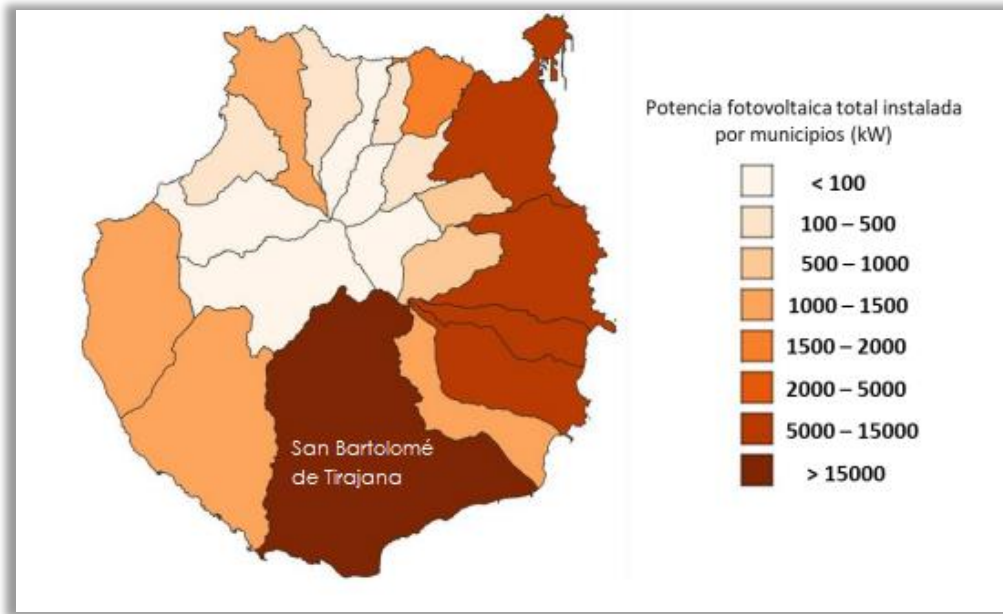 Potencia fotovoltaica total instalada
por municipios (kW)
< 100
100 – 500
500 – 1000
1000 – 1500
1500 – 2000
2000 – 5000
5000 – 15000
> 15000
San Bartolomé
de Tirajana